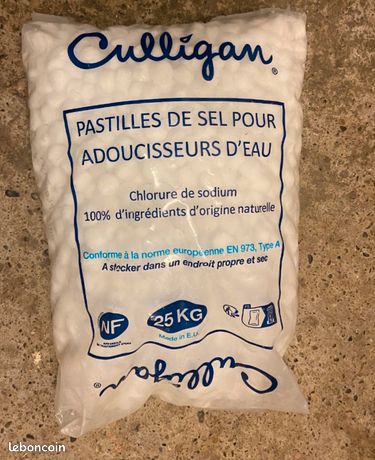 Culligan®
PASTILLES DE SEL POUR
ADOUCISSEURS D'EAU
Chlorure de sodium
100% d'ingrédients d'origine naturelle
Conforme à la norme européenne EN 973, Type A
A stocker dans un endroit propre et sec
NF
25 KG
Made in E.U.
Culligan®
leboncoin